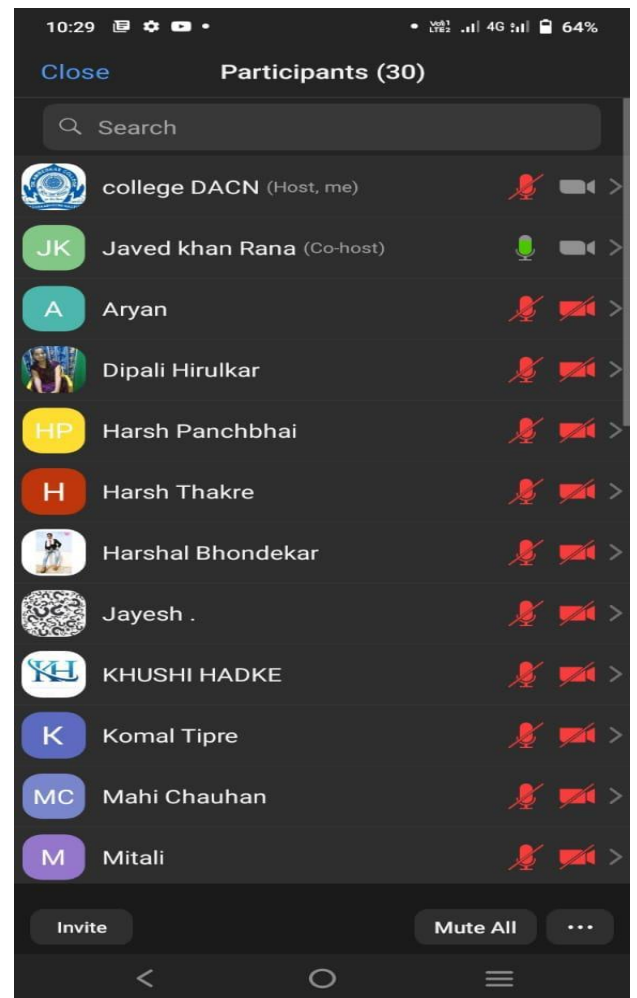 10:29 4G 64%
Close Participants (30)
Search
college DACN (Host, me)
JK Javed khan Rana (Co-host)
A Aryan
Dipali Hirulkar
HP Harsh Panchbhai
H Harsh Thakre
Harshal Bhondekar
Jayesh .
KH KHUSHI HADKE
K Komal Tipre
MC Mahi Chauhan
M Mitali
Invite Mute All ...